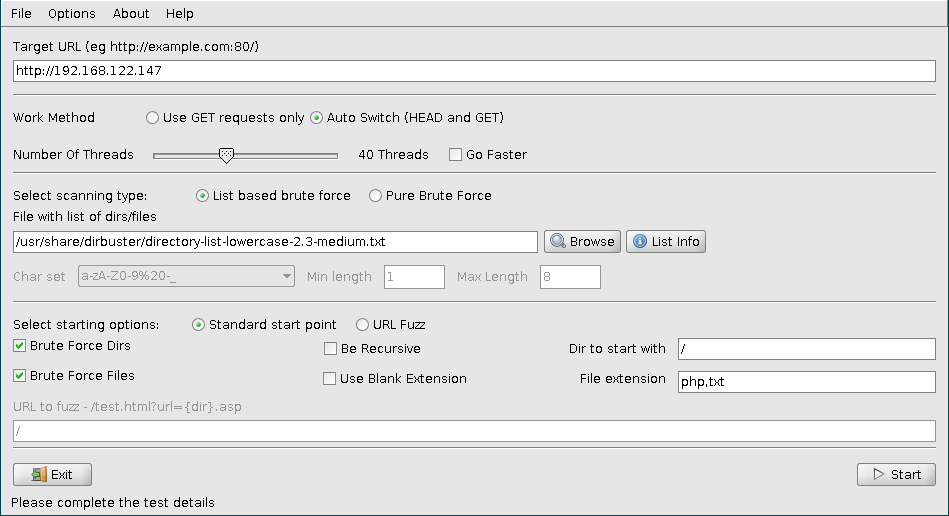 File Options About Help
Target URL (eg http://example.com:80/)
http://192.168.122.147
Work Method Use GET requests only Auto Switch (HEAD and GET)
Number Of Threads 40 Threads Go Faster
Select scanning type: List based brute force Pure Brute Force
File with list of dirs/files
/usr/share/dirbuster/directory-list-lowercase-2.3-medium.txt Browse List Info
Char set a-zA-Z0-9%20-_ Min length 1 Max Length 8
Select starting options: Standard start point URL Fuzz
Brute Force Dirs Be Recursive Dir to start with /
Brute Force Files Use Blank Extension File extension php,txt
URL to fuzz - /test.html?url={dir}.asp
/
Exit Start
Please complete the test details